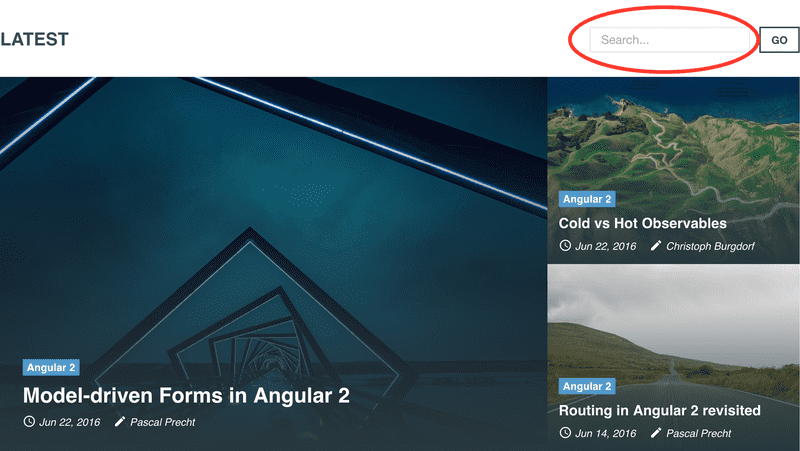 LATEST
Search...
GO
Angular 2
Model-driven Forms in Angular 2
Jun 22, 2016 Pascal Precht
Angular 2
Cold vs Hot Observables
Jun 22, 2016 Christoph Burgdorf
Angular 2
Routing in Angular 2 revisited
Jun 14, 2016 Pascal Precht